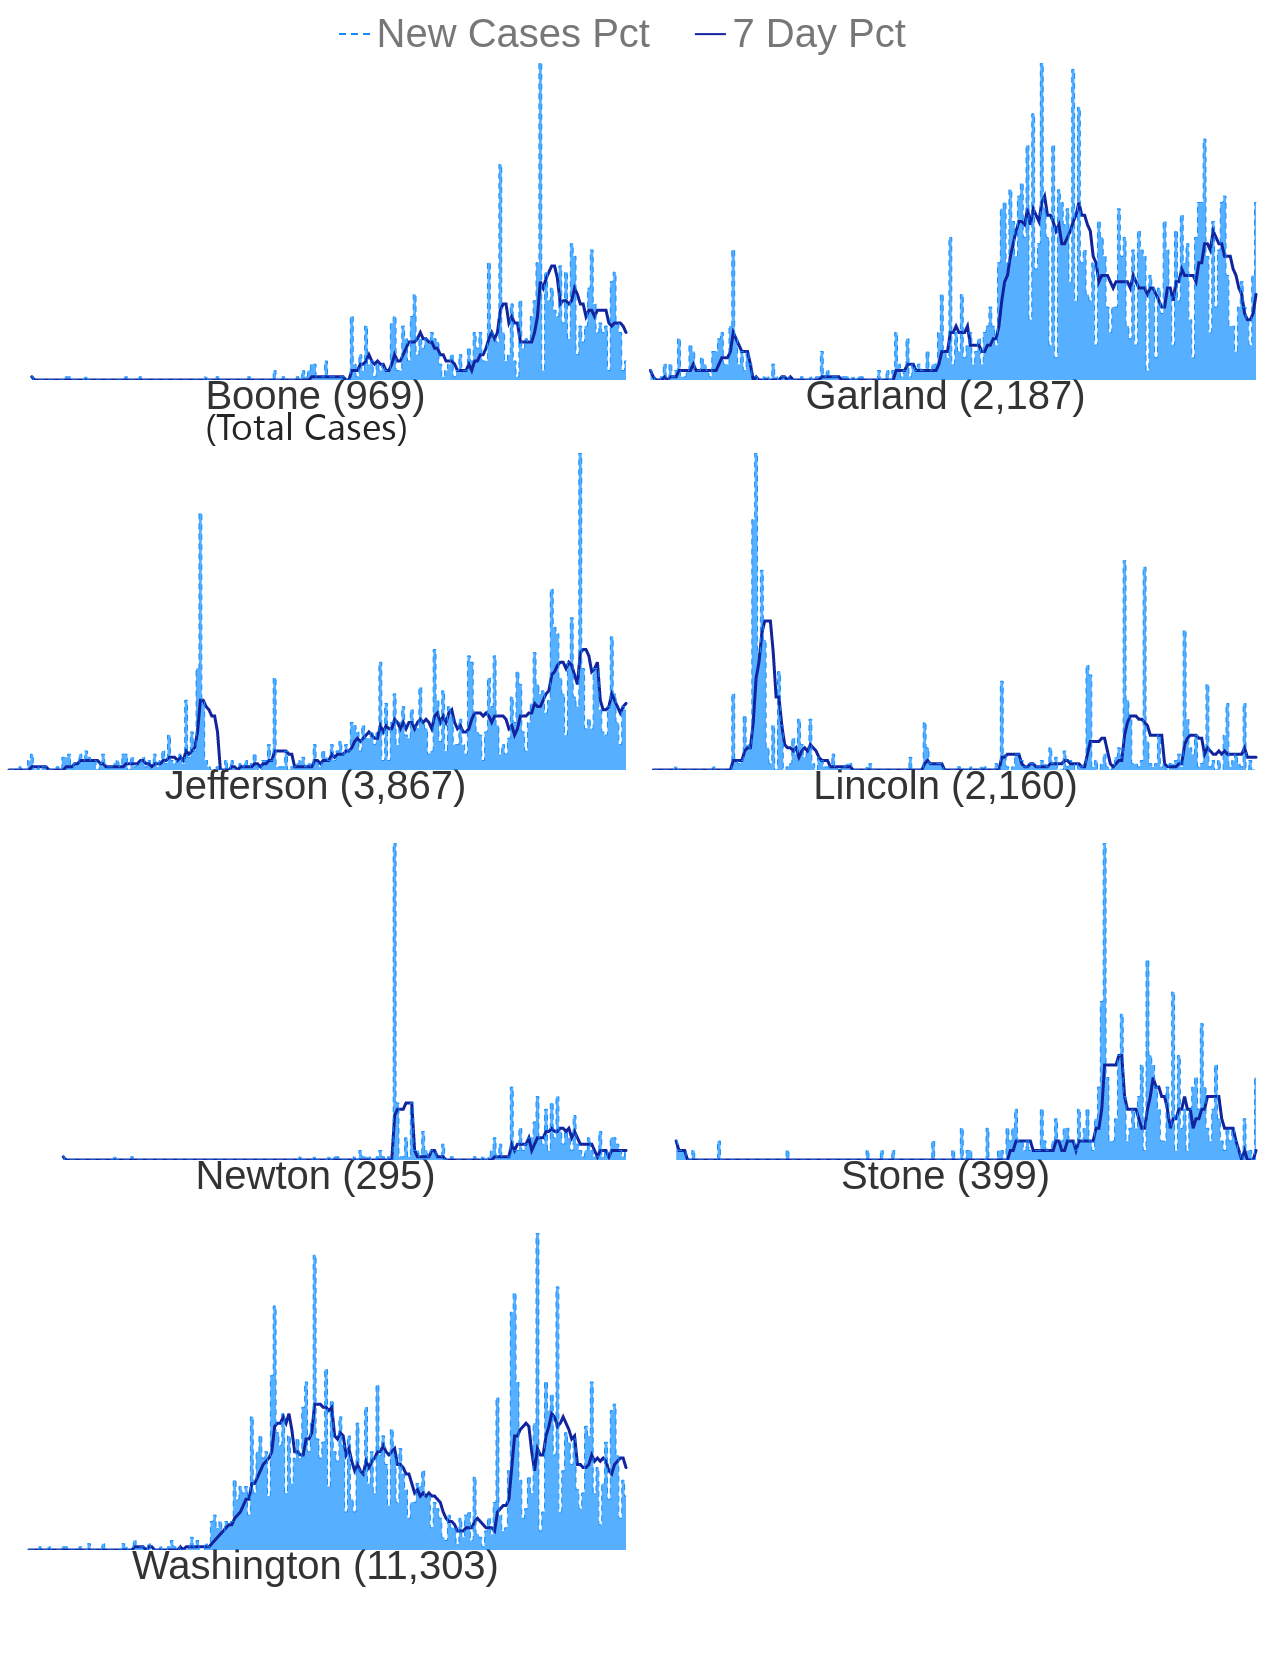 New Cases Pct 7 Day Pct
Boone (969)
(Total Cases)
Garland (2,187)
Jefferson (3,867)
Lincoln (2,160)
Newton (295)
Stone (399)
Washington (11,303)